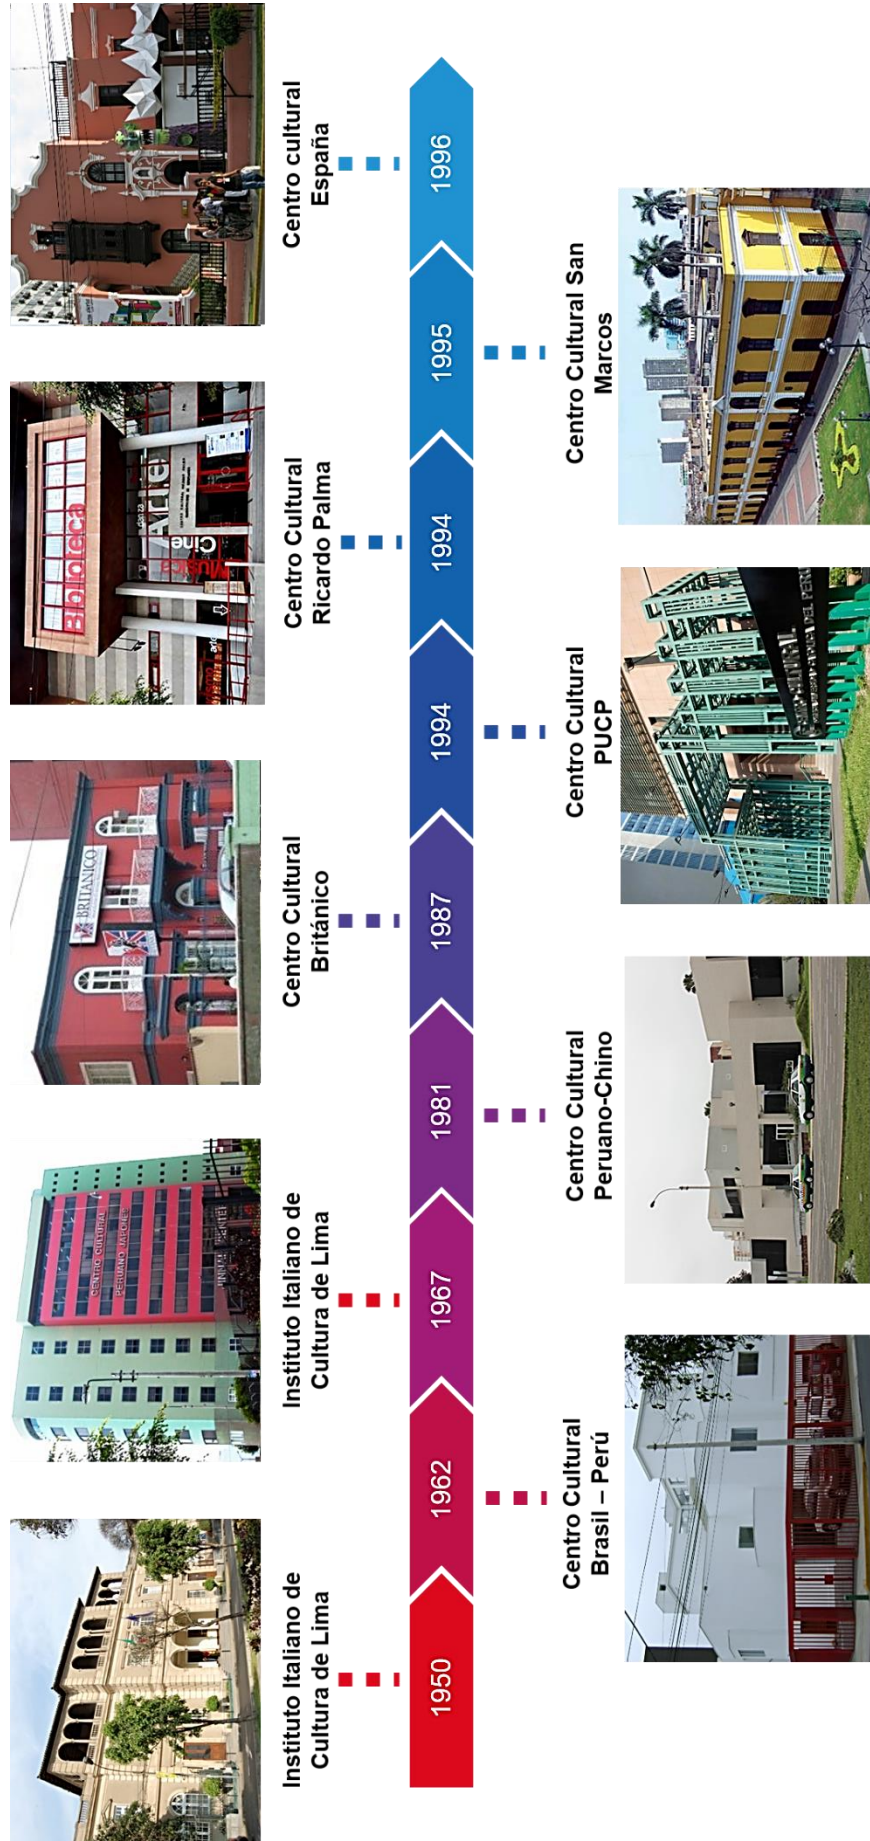 Instituto Italiano de
Cultura de Lima
Instituto Italiano de
Cultura de Lima
Centro Cultural
Británico
Centro Cultural
Ricardo Palma
Centro cultural
España
CENTRO CULTURAL
PERUANO JAPONES
BRITANICO
Biblioteca
danza
Arte
Cine
Musica
1950
1962
1967
1981
1987
1994
1994
1995
1996
Centro Cultural
Brasil – Perú
Centro Cultural
Peruano-Chino
Centro Cultural
PUCP
Centro Cultural San
Marcos